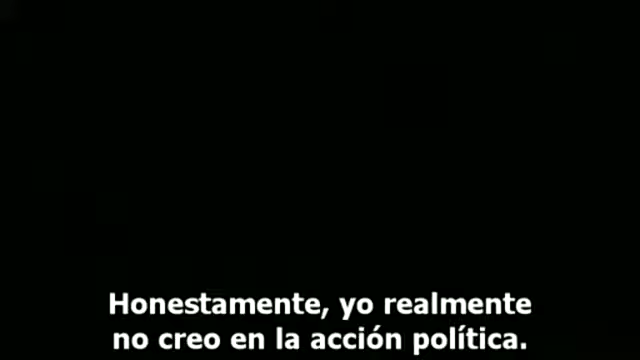 Honestamente, yo realmente
no creo en la acción política.